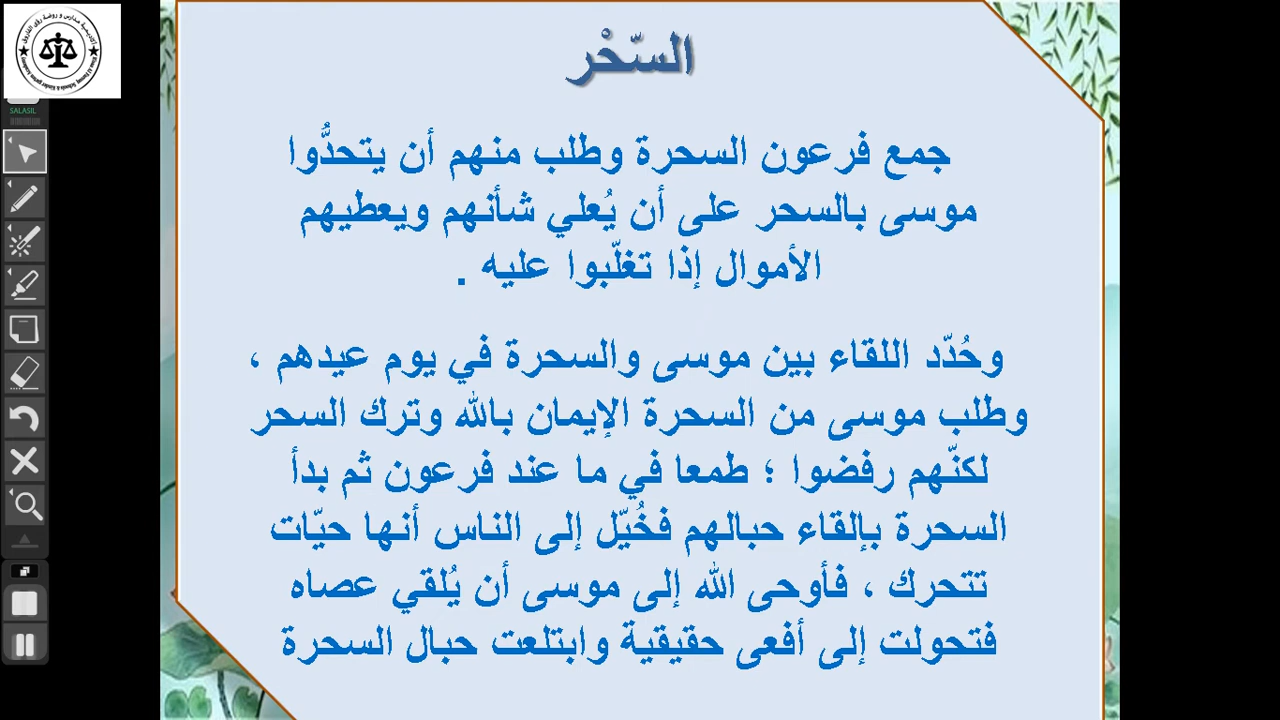 السّحْر
جمع فرعون السحرة وطلب منهم أن يتحدُّوا
موسى بالسحر على أن يُعلي شأنهم ويعطيهم
الأموال إذا تغلّبوا عليه .
وحُدّد اللقاء بين موسى والسحرة في يوم عيدهم ،
وطلب موسى من السحرة الإيمان بالله وترك السحر
لكنّهم رفضوا ؛ طمعا في ما عند فرعون ثم بدأ
السحرة بإلقاء حبالهم فخُيّل إلى الناس أنها حيّات
تتحرك ، فأوحى الله إلى موسى أن يُلقي عصاه
فتحولت إلى أفعى حقيقية وابتلعت حبال السحرة
SALASIL